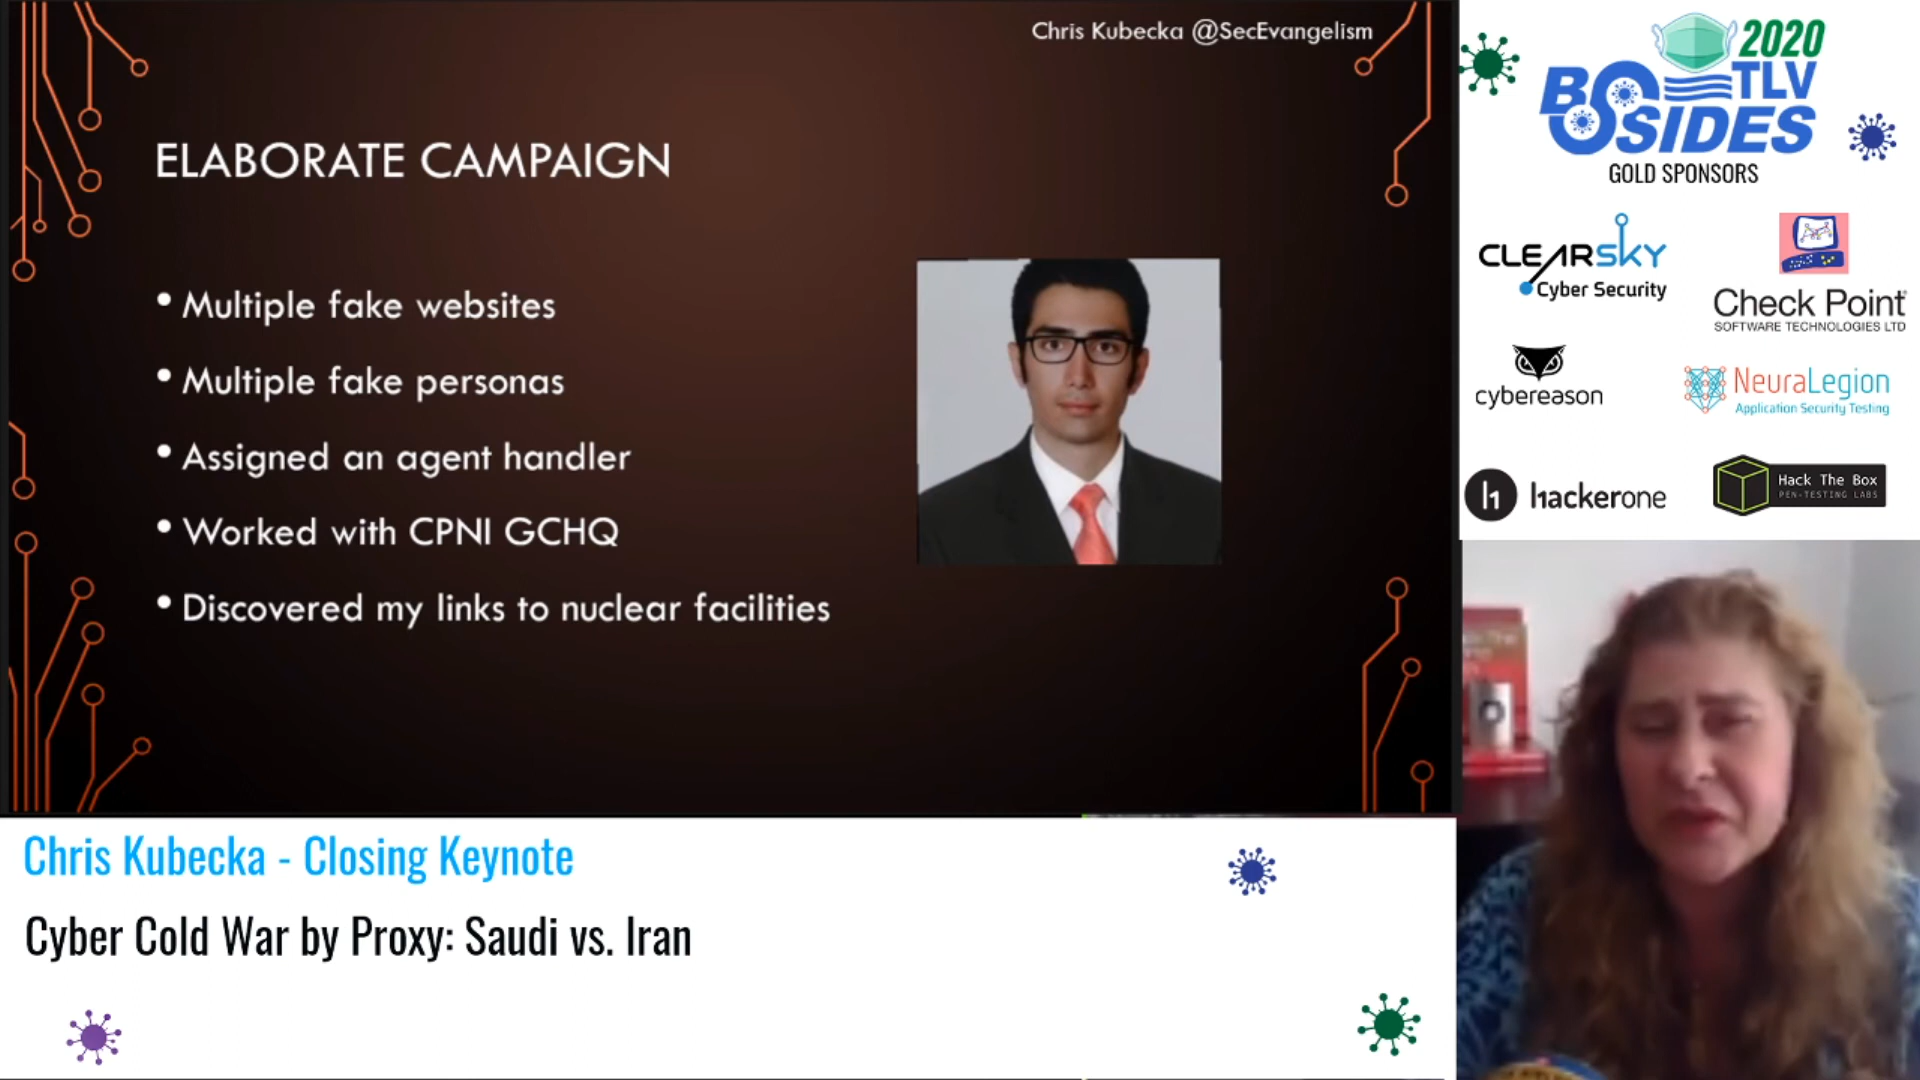 Chris Kubecka @SecEvangelism
ELABORATE CAMPAIGN
• Multiple fake websites
• Multiple fake personas
• Assigned an agent handler
• Worked with CPNI GCHQ
• Discovered my links to nuclear facilities
2020
BSIDES TLV
GOLD SPONSORS
CLEARSKY
Cyber Security
Check Point
SOFTWARE TECHNOLOGIES LTD
cybereason
NeuraLegion
Application Security Testing
h1 hackerone
Hack The Box
PEN-TESTING LABS
Chris Kubecka - Closing Keynote
Cyber Cold War by Proxy: Saudi vs. Iran